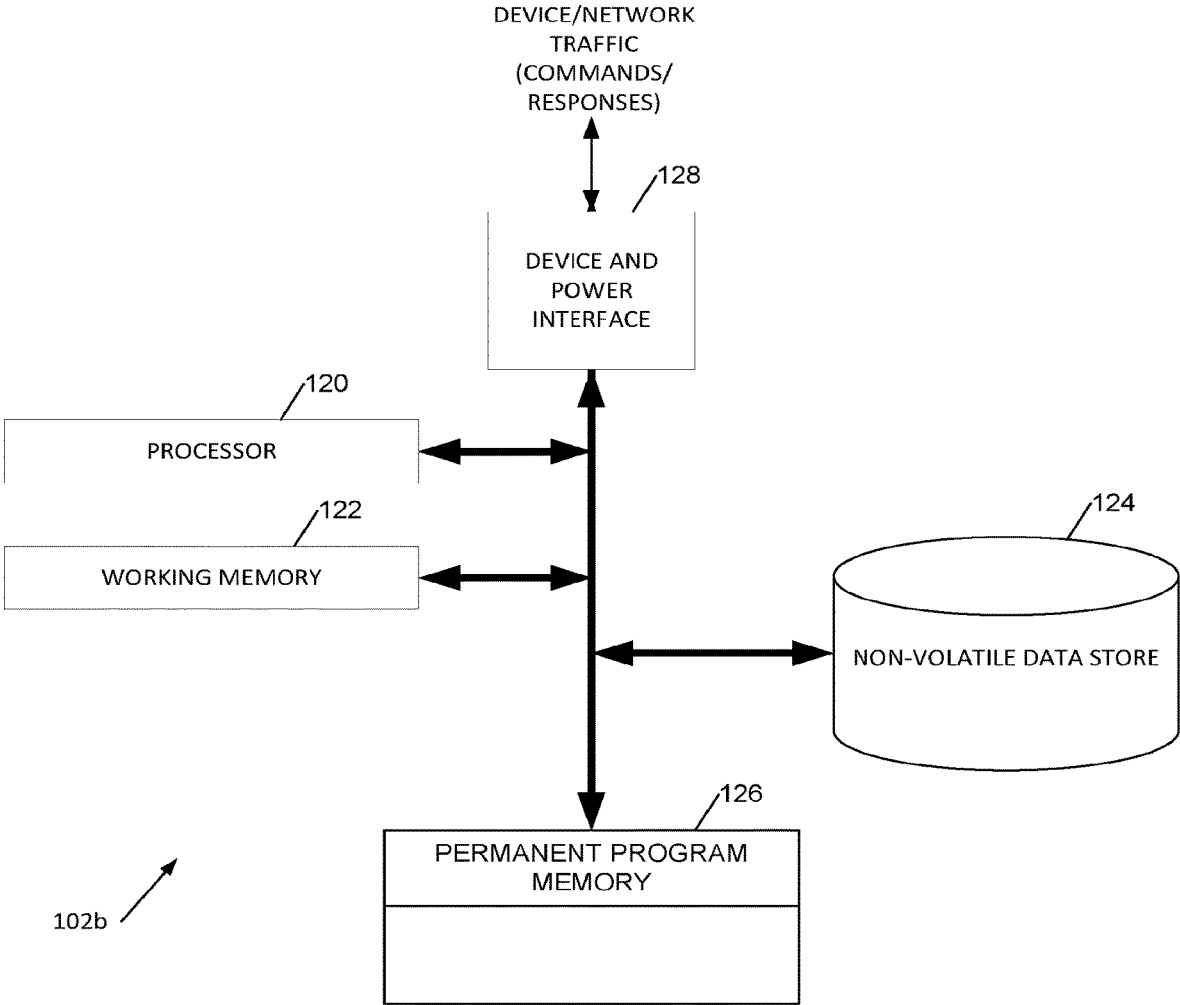 DEVICE/NETWORK
TRAFFIC
(COMMANDS/
RESPONSES)
128
DEVICE AND
POWER
INTERFACE
120
PROCESSOR
122
WORKING MEMORY
124
NON-VOLATILE DATA STORE
126
PERMANENT PROGRAM
MEMORY
102b